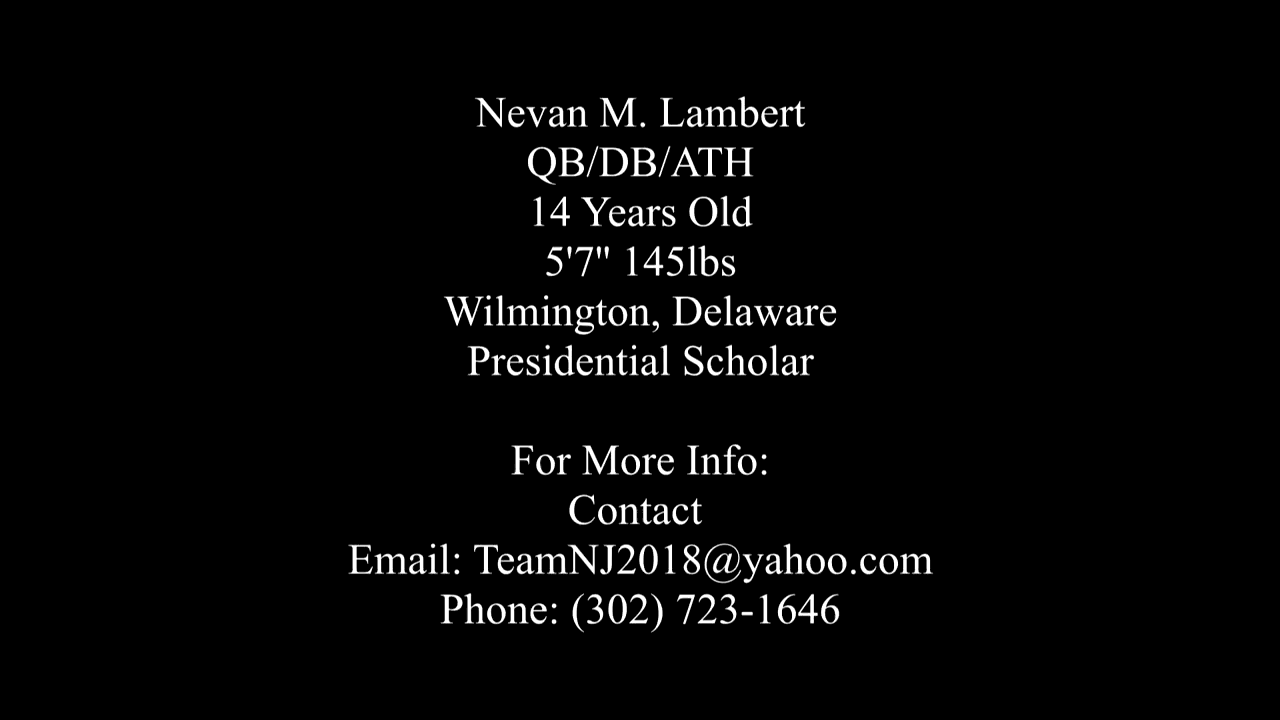 Nevan M. Lambert
QB/DB/ATH
14 Years Old
5'7" 145lbs
Wilmington, Delaware
Presidential Scholar
For More Info:
Contact
Email: TeamNJ2018@yahoo.com
Phone: (302) 723-1646